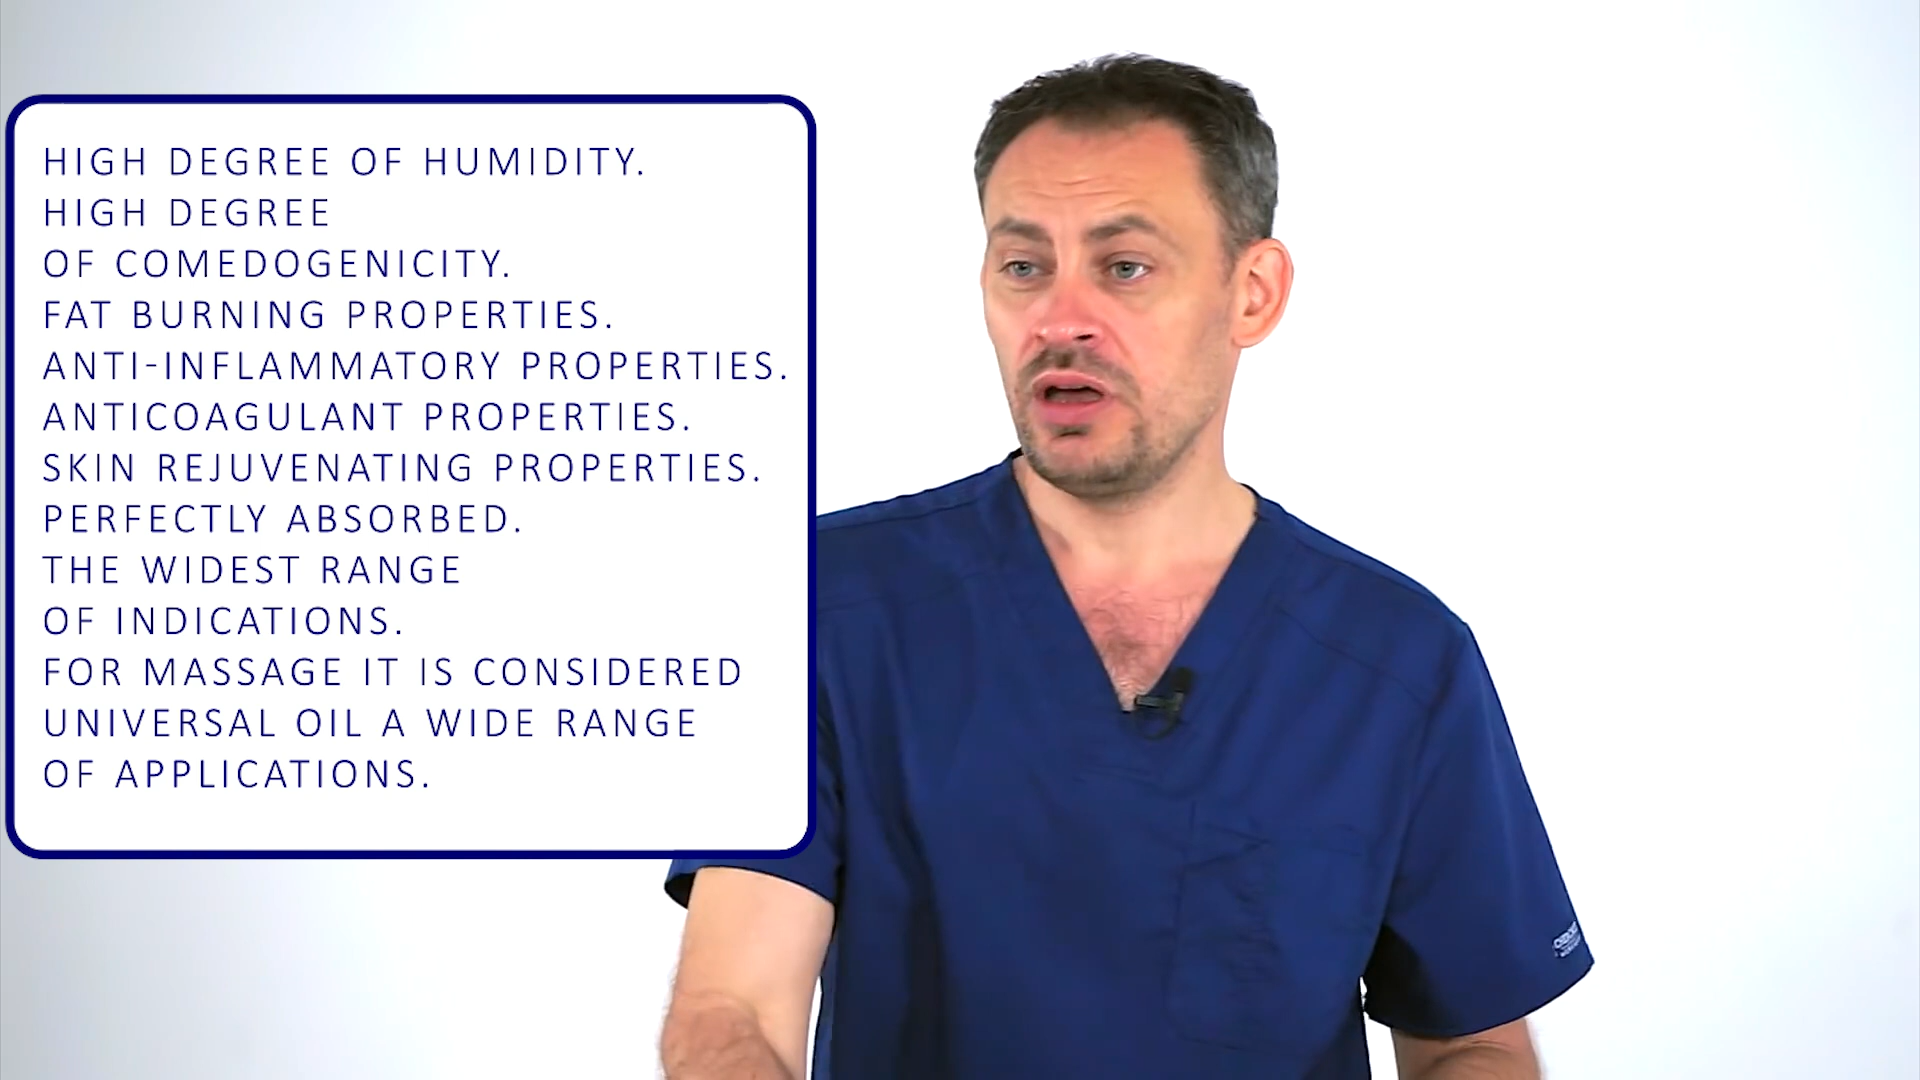 HIGH DEGREE OF HUMIDITY.
HIGH DEGREE
OF COMEDOGENICITY.
FAT BURNING PROPERTIES.
ANTI-INFLAMMATORY PROPERTIES.
ANTICOAGULANT PROPERTIES.
SKIN REJUVENATING PROPERTIES.
PERFECTLY ABSORBED.
THE WIDEST RANGE
OF INDICATIONS.
FOR MASSAGE IT IS CONSIDERED
UNIVERSAL OIL A WIDE RANGE
OF APPLICATIONS.